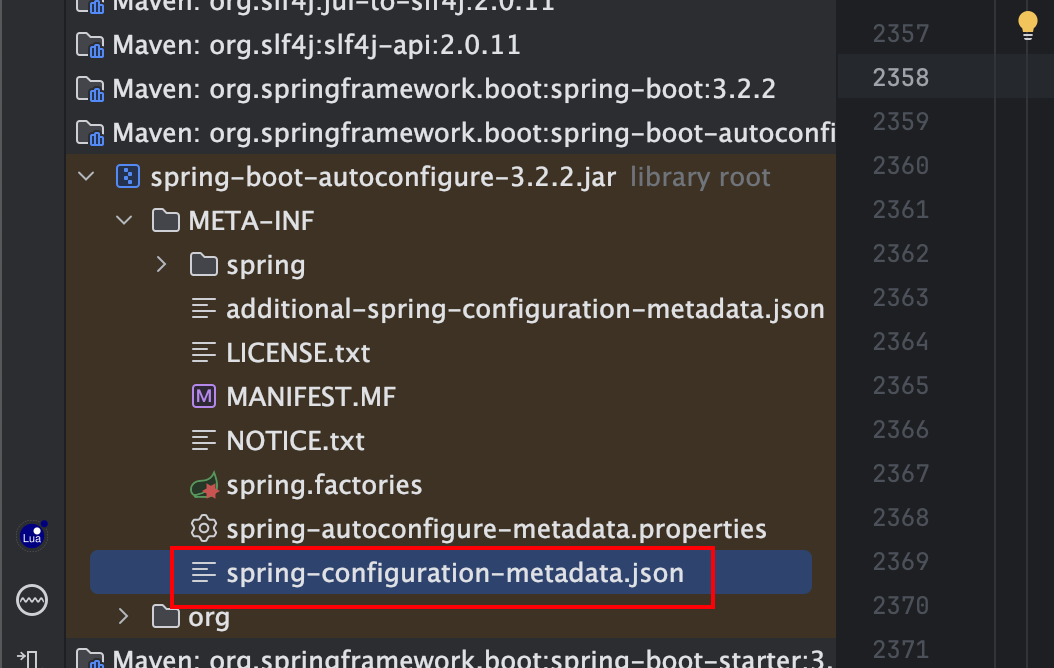 Maven: org.slf4j:jul-to-slf4j:2.0.11
Maven: org.slf4j:slf4j-api:2.0.11
Maven: org.springframework.boot:spring-boot:3.2.2
Maven: org.springframework.boot:spring-boot-autoconfi
spring-boot-autoconfigure-3.2.2.jar library root
META-INF
spring
additional-spring-configuration-metadata.json
LICENSE.txt
M MANIFEST.MF
NOTICE.txt
spring.factories
spring-autoconfigure-metadata.properties
spring-configuration-metadata.json
org
Maven: org.springframework.boot:spring-boot-starter:3.
Lua
2357
2358
2359
2360
2361
2362
2363
2364
2365
2366
2367
2368
2369
2370
2371